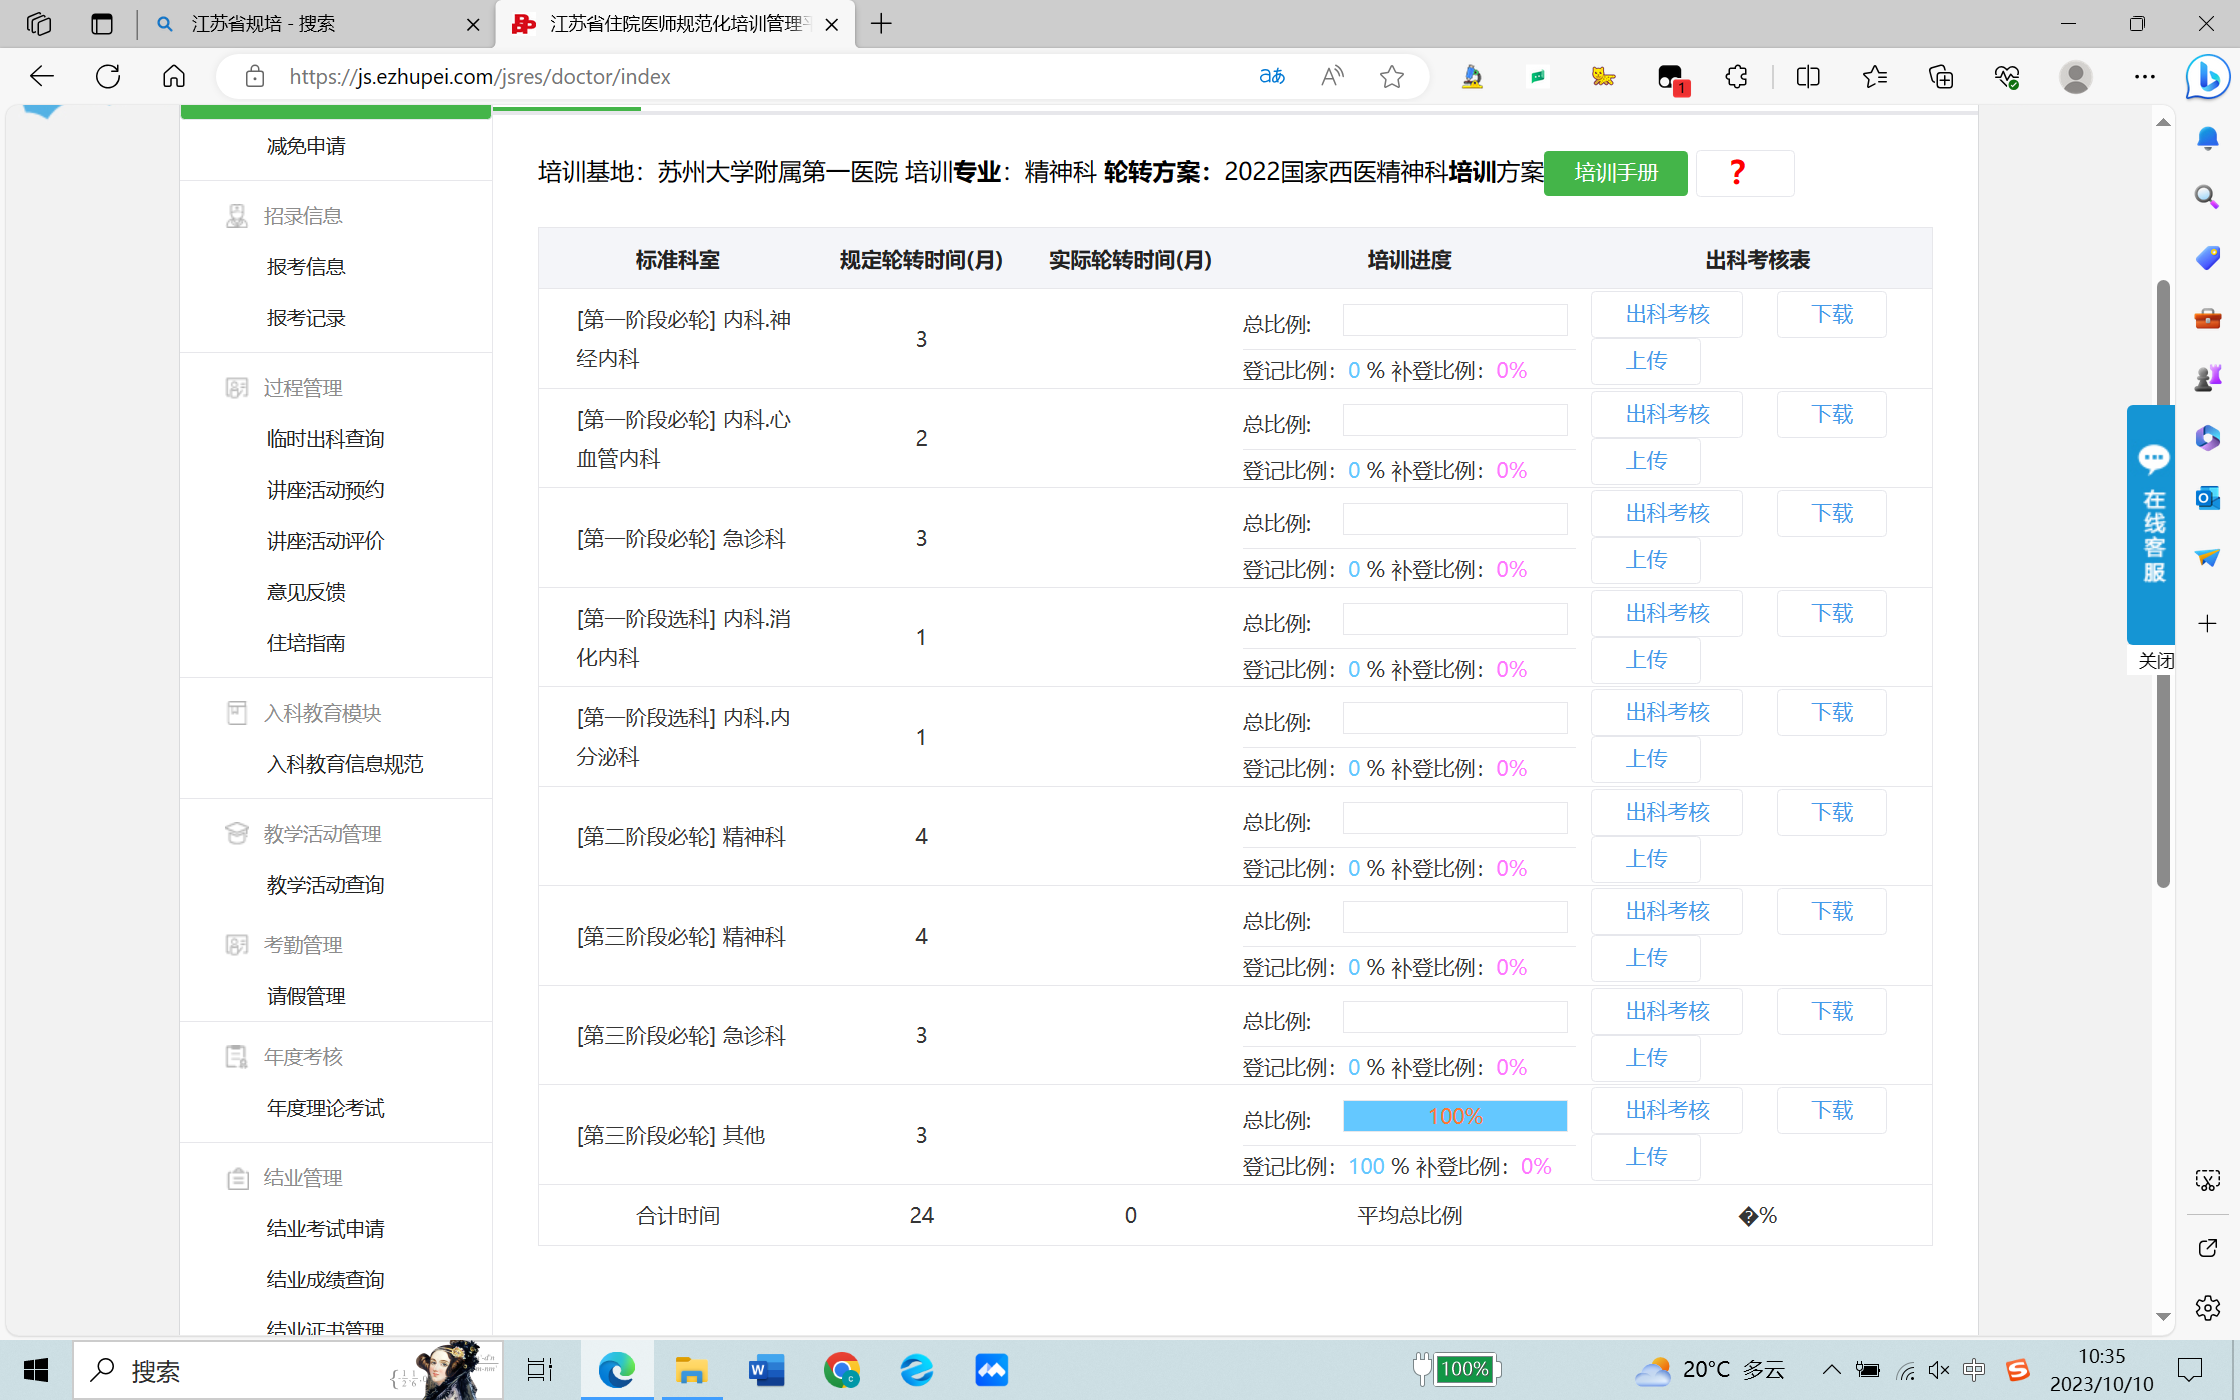 江苏省规培 - 搜索
江苏省住院医师规范化培训管理平
https://js.ezhupei.com/jsres/doctor/index
aあ
1
减免申请
招录信息
报考信息
报考记录
过程管理
临时出科查询
讲座活动预约
讲座活动评价
意见反馈
住培指南
入科教育模块
入科教育信息规范
教学活动管理
教学活动查询
考勤管理
请假管理
年度考核
年度理论考试
结业管理
结业考试申请
结业成绩查询
结业证书管理
培训基地：苏州大学附属第一医院 培训专业：精神科 轮转方案：2022国家西医精神科培训方案 培训手册 ?
标准科室 规定轮转时间(月) 实际轮转时间(月) 培训进度 出科考核表
[第一阶段必轮] 内科.神
经内科
3
总比例:
登记比例：0 % 补登比例：0%
出科考核 下载
上传
[第一阶段必轮] 内科.心
血管内科
2
总比例:
登记比例：0 % 补登比例：0%
出科考核 下载
上传
[第一阶段必轮] 急诊科
3
总比例:
登记比例：0 % 补登比例：0%
出科考核 下载
上传
[第一阶段选科] 内科.消
化内科
1
总比例:
登记比例：0 % 补登比例：0%
出科考核 下载
上传
[第一阶段选科] 内科.内
分泌科
1
总比例:
登记比例：0 % 补登比例：0%
出科考核 下载
上传
[第二阶段必轮] 精神科
4
总比例:
登记比例：0 % 补登比例：0%
出科考核 下载
上传
[第三阶段必轮] 精神科
4
总比例:
登记比例：0 % 补登比例：0%
出科考核 下载
上传
[第三阶段必轮] 急诊科
3
总比例:
登记比例：0 % 补登比例：0%
出科考核 下载
上传
[第三阶段必轮] 其他
3
总比例: 100%
登记比例：100 % 补登比例：0%
出科考核 下载
上传
合计时间 24 0 平均总比例 �%
在线客服
关闭
搜索
100%
20°C 多云
中
10:35
2023/10/10